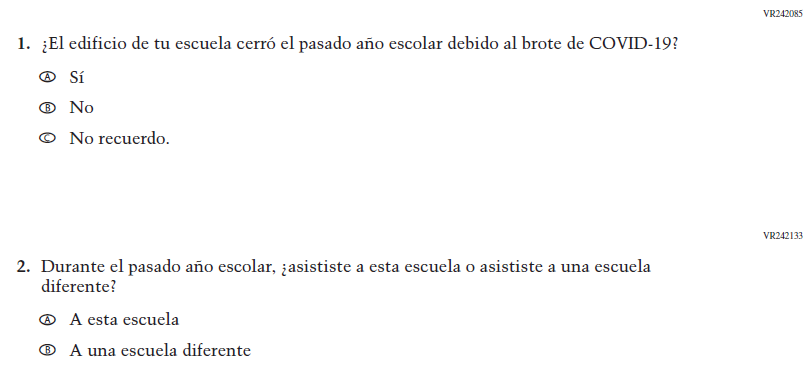 VR242085
1. ¿El edificio de tu escuela cerró el pasado año escolar debido al brote de COVID-19?
Ⓐ Sí
Ⓑ No
Ⓒ No recuerdo.
VR242133
2. Durante el pasado año escolar, ¿asististe a esta escuela o asististe a una escuela
diferente?
Ⓐ A esta escuela
Ⓑ A una escuela diferente